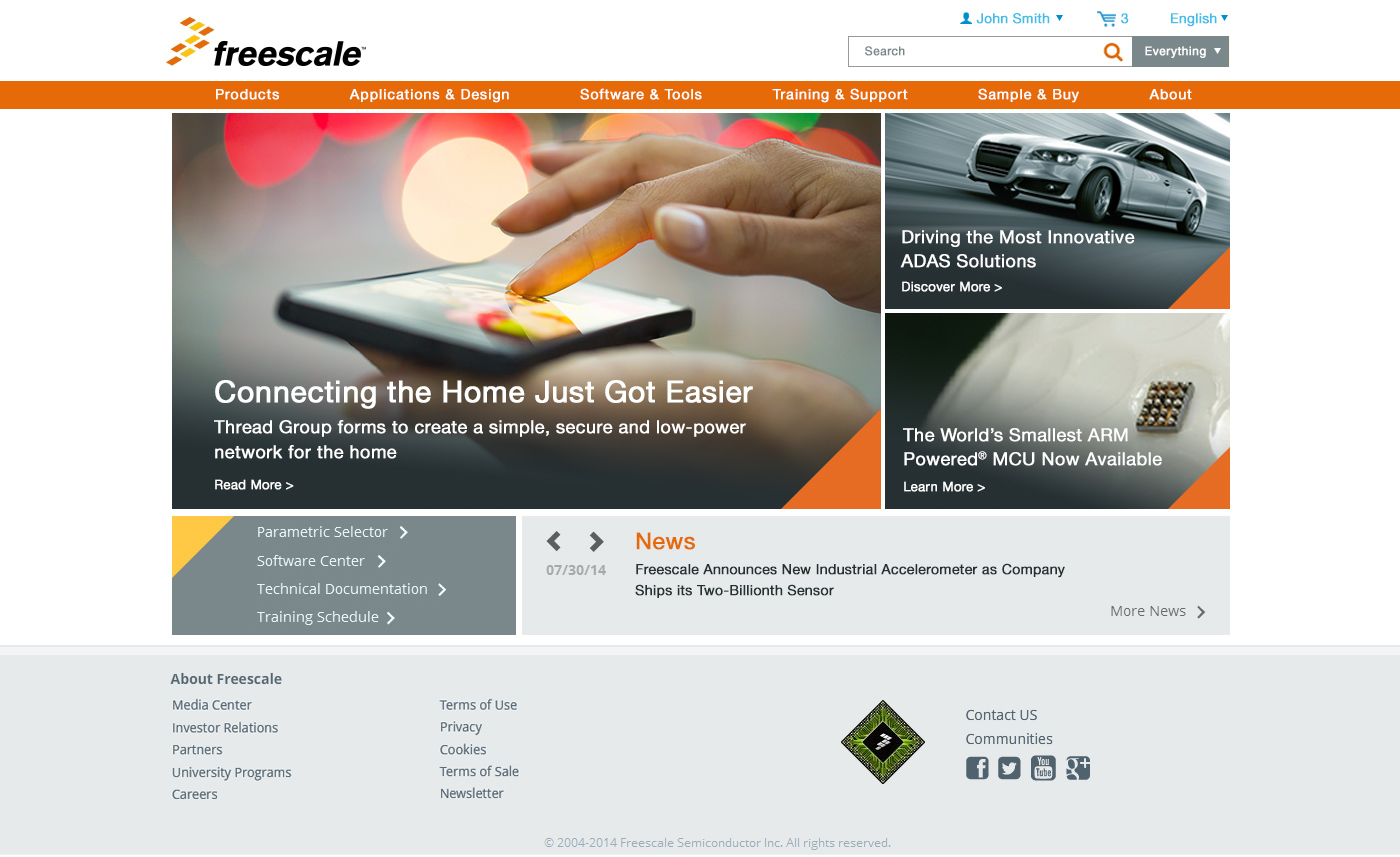 John Smith
3
English
freescale™
Search
Everything
Products Applications & Design Software & Tools Training & Support Sample & Buy About
Connecting the Home Just Got Easier
Thread Group forms to create a simple, secure and low-power
network for the home
Read More >
Driving the Most Innovative
ADAS Solutions
Discover More >
The World's Smallest ARM
Powered® MCU Now Available
Learn More >
Parametric Selector
Software Center
Technical Documentation
Training Schedule
News
07/30/14
Freescale Announces New Industrial Accelerometer as Company
Ships its Two-Billionth Sensor
More News
About Freescale
Media Center
Investor Relations
Partners
University Programs
Careers
Terms of Use
Privacy
Cookies
Terms of Sale
Newsletter
Contact US
Communities
f
You
Tube
g+
© 2004-2014 Freescale Semiconductor Inc. All rights reserved.